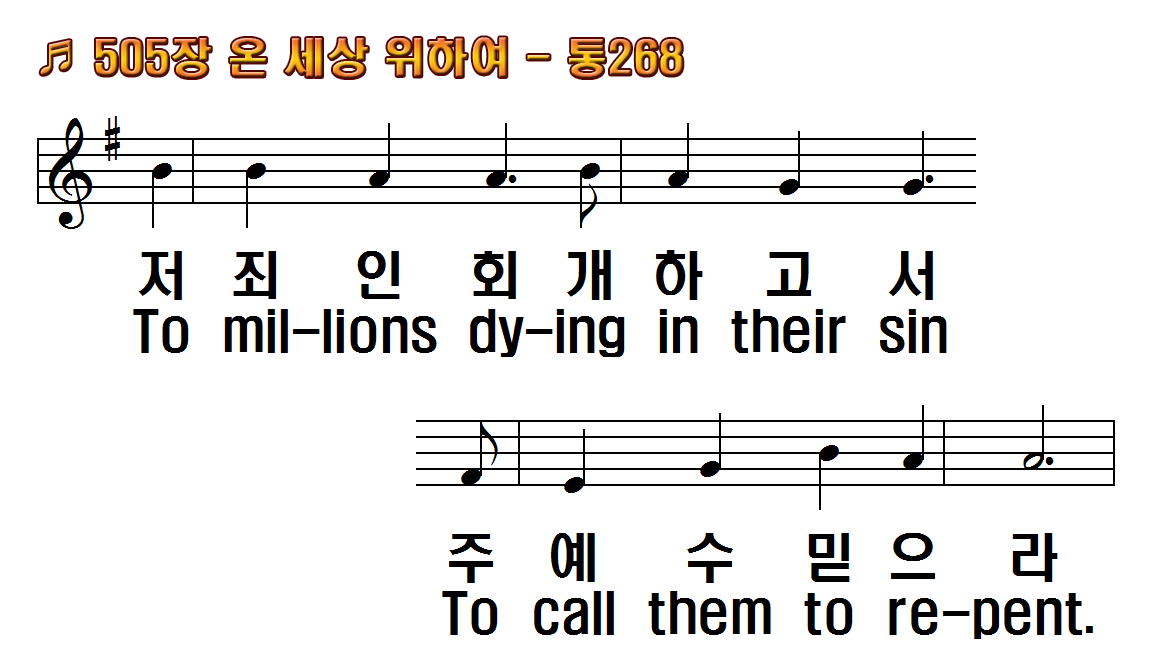 ♬ 505장 온 세상 위하여 - 통268
저 죄 인 회 개 하 고 서
To mil-lions dy-ing in their sin
주 예 수 믿 으 라
To call them to re-pent.